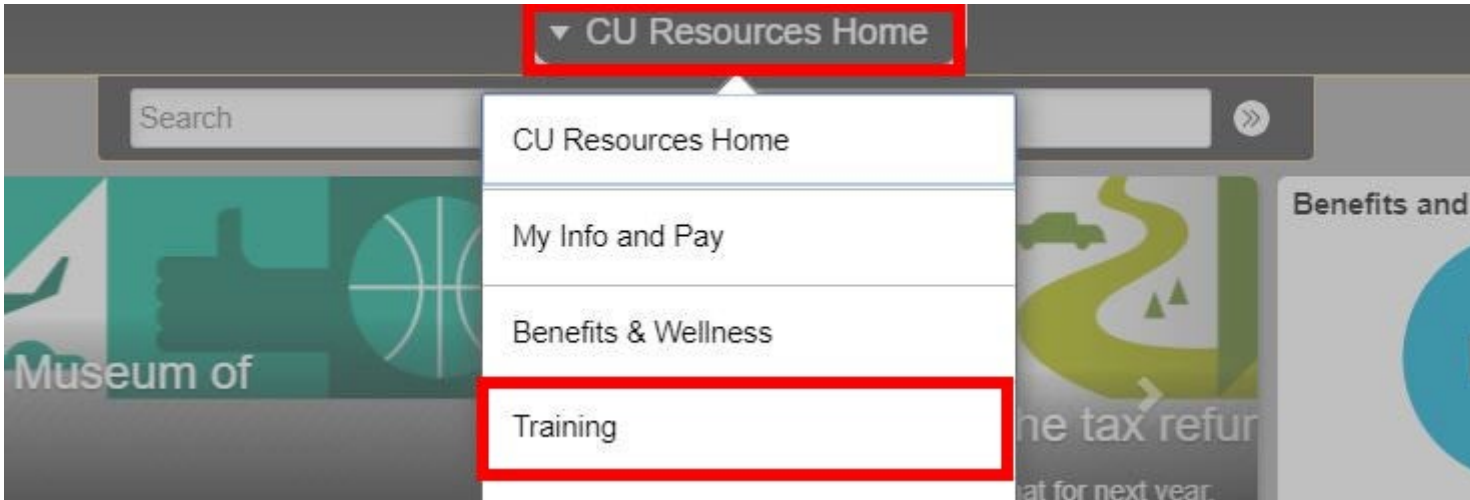 CU Resources Home
Search
CU Resources Home
My Info and Pay
Benefits & Wellness
Training
Benefits and
Museum of
he tax refur
at for next year.